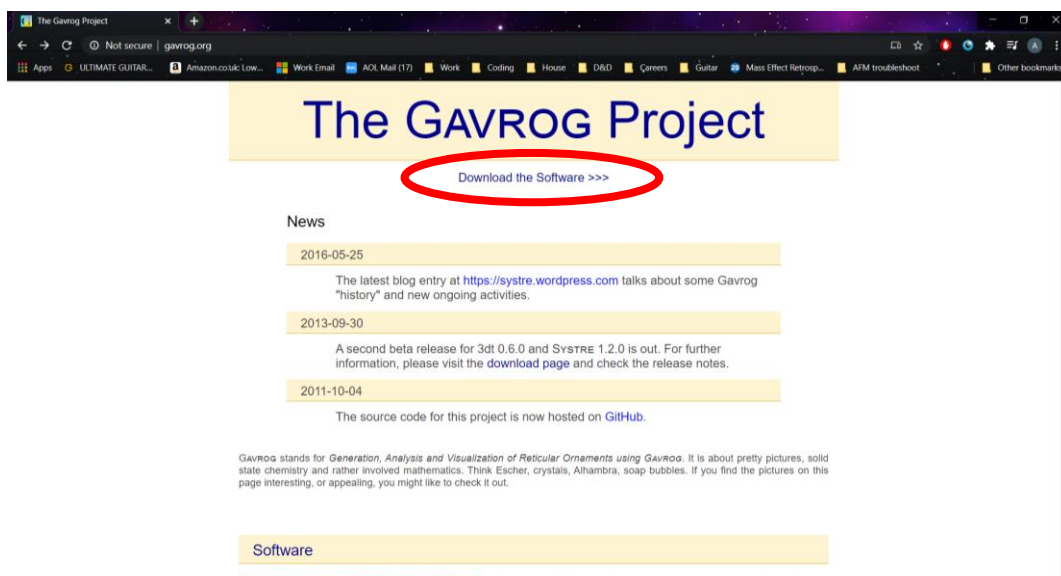 The Gavrog Project
Not secure | gavrog.org
Apps G ULTIMATE GUITAR... a Amazon.co.uk: Low... Work Email AOL Mail (17) Work Coding House D&D Careers Guitar Mass Effect Retrosp... AFM troubleshoot Other bookmarks
The GAVROG Project
Download the Software >>>
News
2016-05-25
The latest blog entry at https://systre.wordpress.com talks about some Gavrog
"history" and new ongoing activities.
2013-09-30
A second beta release for 3dt 0.6.0 and SYSTRE 1.2.0 is out. For further
information, please visit the download page and check the release notes.
2011-10-04
The source code for this project is now hosted on GitHub.
GAVROG stands for Generation, Analysis and Visualization of Reticular Ornaments using GAVROG. It is about pretty pictures, solid
state chemistry and rather involved mathematics. Think Escher, crystals, Alhambra, soap bubbles. If you find the pictures on this
page interesting, or appealing, you might like to check it out.
Software